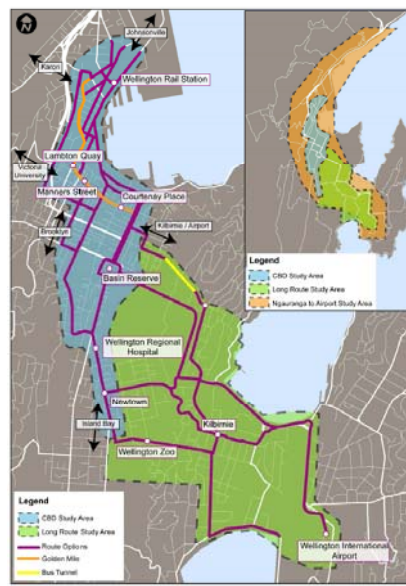 Johnsonville
Karori
Wellington Rail Station
Lambton Quay
Victoria
University
Manners Street
Courtenay Place
Brooklyn
Kilbirnie / Airport
Basin Reserve
Wellington Regional
Hospital
Newtown
Island Bay
Kilbirnie
Wellington Zoo
Wellington International
Airport
Legend
CBD Study Area
Long Route Study Area
Route Options
Golden Mile
Bus Tunnel
Legend
CBD Study Area
Long Route Study Area
Ngauranga to Airport Study Area